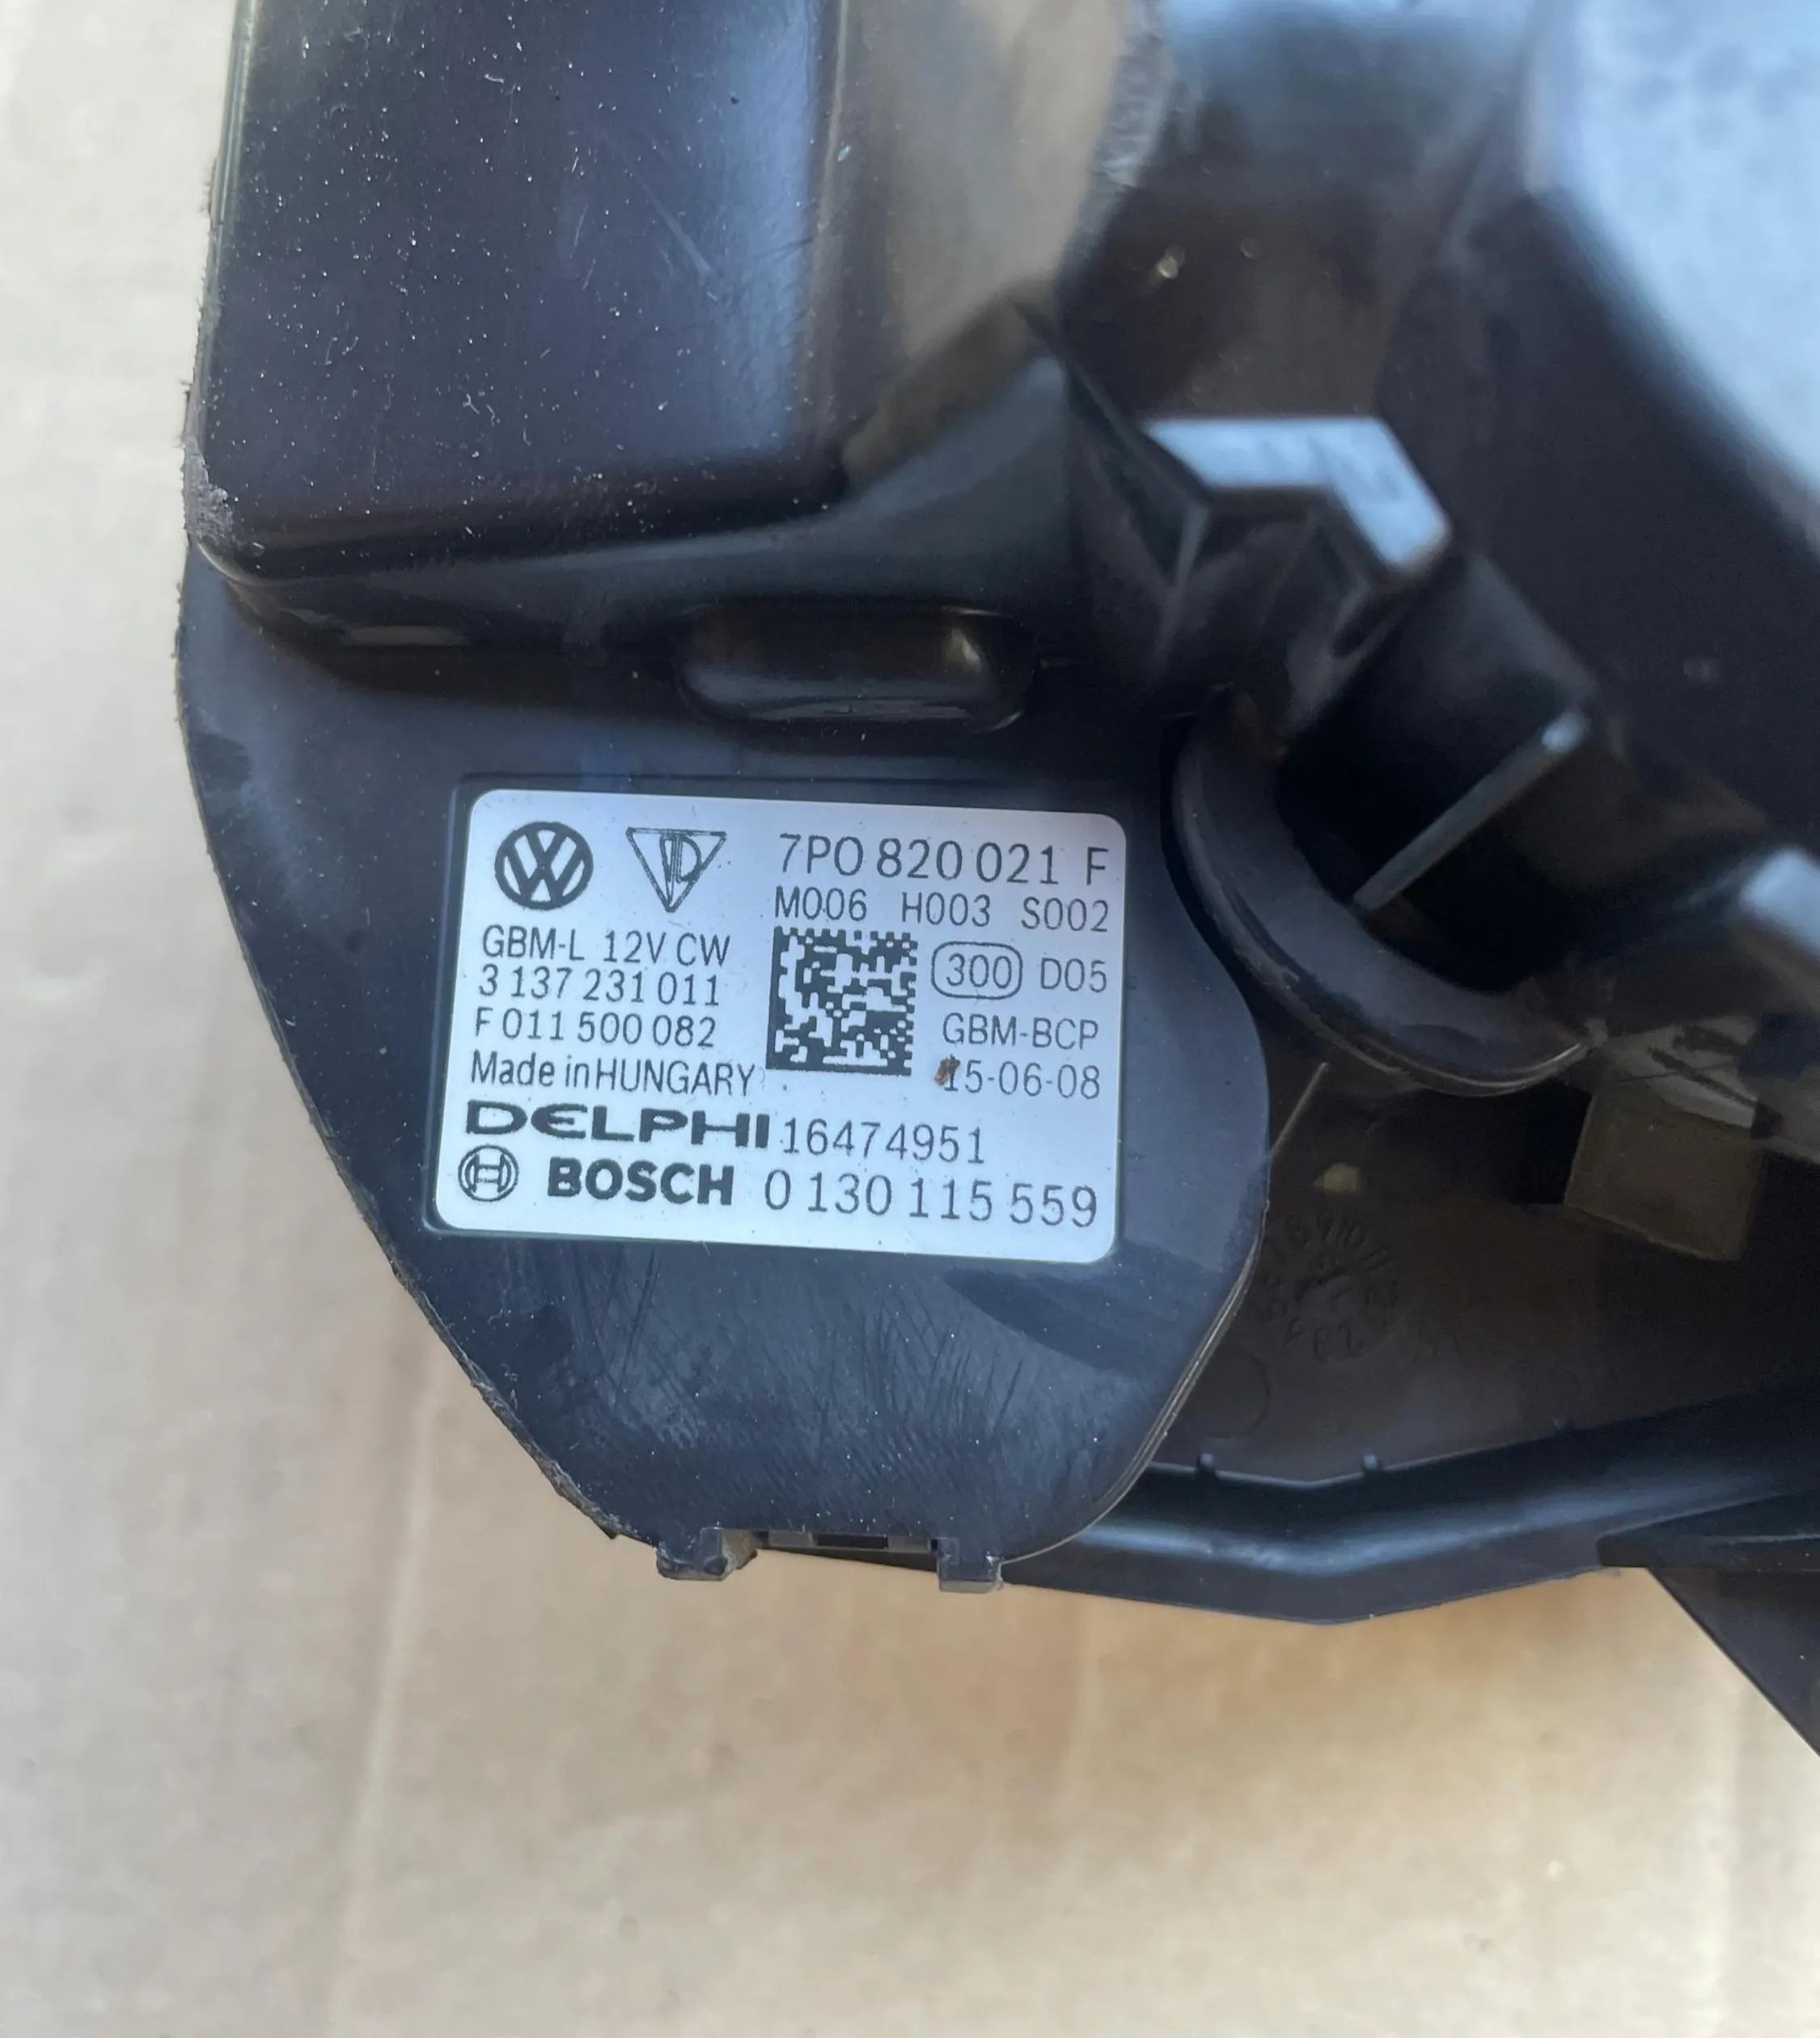 7P0 820 021 F
M006 H003 S002
GBM-L 12V CW
3 137 231 011
F 011 500 082
Made in HUNGARY
300 D05
GBM-BCP
15-06-08
DELPHI 16474951
BOSCH 0 130 115 559